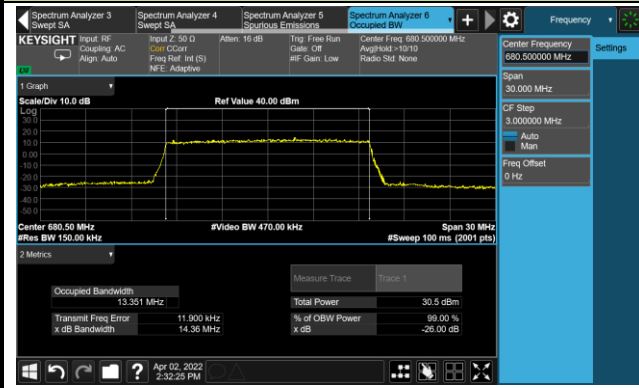 Spectrum Analyzer 3
Swept SA
Spectrum Analyzer 4
Swept SA
Spectrum Analyzer 5
Spurious Emissions
Spectrum Analyzer 6
Occupied BW
Frequency
KEYSIGHT
Input: RF
Coupling: AC
Align: Auto
Input Z: 50 Ω
Corr CCorr
Freq Ref: Int (S)
NFE: Adaptive
Atten: 16 dB
Trig: Free Run
Gate: Off
#IF Gain: Low
Center Freq: 680.500000 MHz
Avg|Hold:>10/10
Radio Std: None
Center Frequency
680.500000 MHz
Settings
Span
30.000 MHz
CF Step
3.000000 MHz
Auto
Man
Freq Offset
0 Hz
1 Graph
Scale/Div 10.0 dB
Ref Value 40.00 dBm
Log
30.0
20.0
10.0
0.00
-10.0
-20.0
-30.0
-40.0
-50.0
Center 680.50 MHz
#Video BW 470.00 kHz
Span 30 MHz
#Res BW 150.00 kHz
#Sweep 100 ms (2001 pts)
2 Metrics
Measure Trace
Trace 1
Occupied Bandwidth
13.351 MHz
Total Power
30.5 dBm
Transmit Freq Error
11.900 kHz
% of OBW Power
99.00 %
x dB Bandwidth
14.36 MHz
x dB
-26.00 dB
Apr 02, 2022
2:32:25 PM